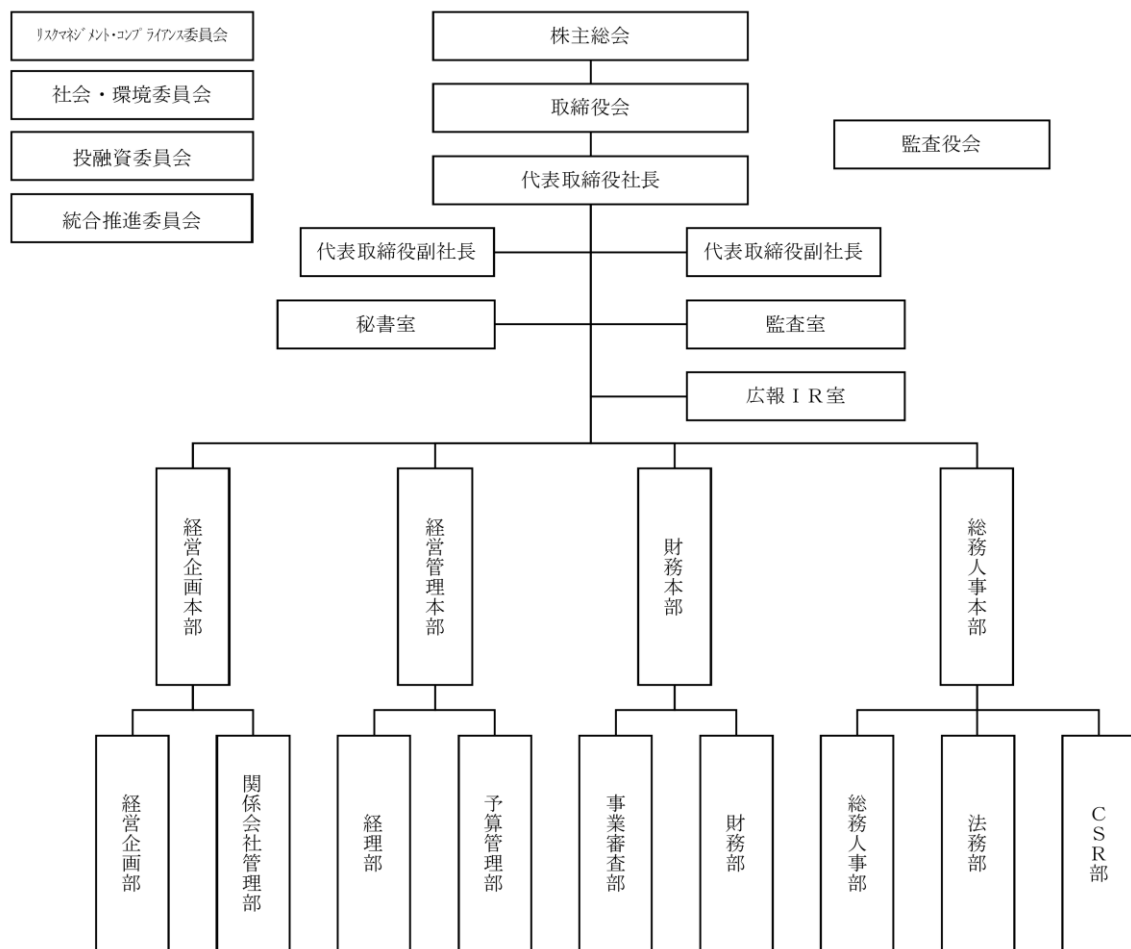 リスクマネジメント・コンプライアンス委員会
社会・環境委員会
投融資委員会
統合推進委員会
株主総会
取締役会
代表取締役社長
監査役会
代表取締役副社長
代表取締役副社長
秘書室
監査室
広報ＩＲ室
経営企画本部
経営管理本部
財務本部
総務人事本部
経営企画部
関係会社管理部
経理部
予算管理部
事業審査部
財務部
総務人事部
法務部
ＣＳＲ部